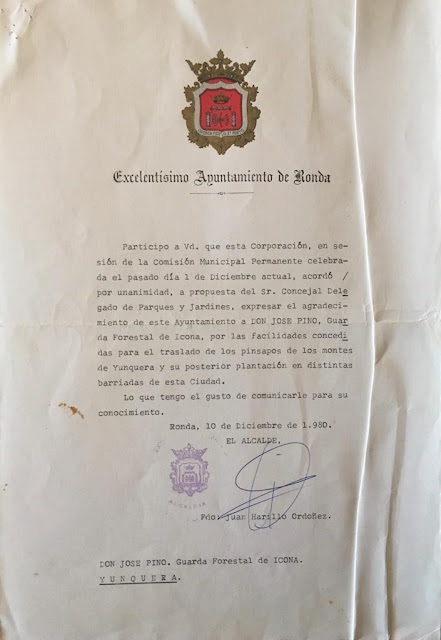 Excelentísimo Ayuntamiento de Ronda
Participo a Vd. que esta Corporación, en se-
sión de la Comisión Municipal Permanente celebra-
da el pasado día 1 de Diciembre actual, acordó /
por unanimidad, a propuesta del Sr. Concejal Dele
gado de Parques y Jardines, expresar el agradeci-
miento de este Ayuntamiento a DON JOSE PINO, Guar
da Forestal de Icona, por las Facilidades concedi
das para el traslado de los pinsapos de los montes
de Yunquera y su posterior plantación en distintas
barriadas de esta Ciudad.
Lo que tengo el gusto de comunicarle para su
conocimiento.
Ronda, 10 de Diciembre de 1.980.
EL ALCALDE,
ALCALDIA
Fdo: Juan Harillo Ordoñez.
DON JOSE PINO. Guarda Forestal de ICONA.
YUNQUERA.